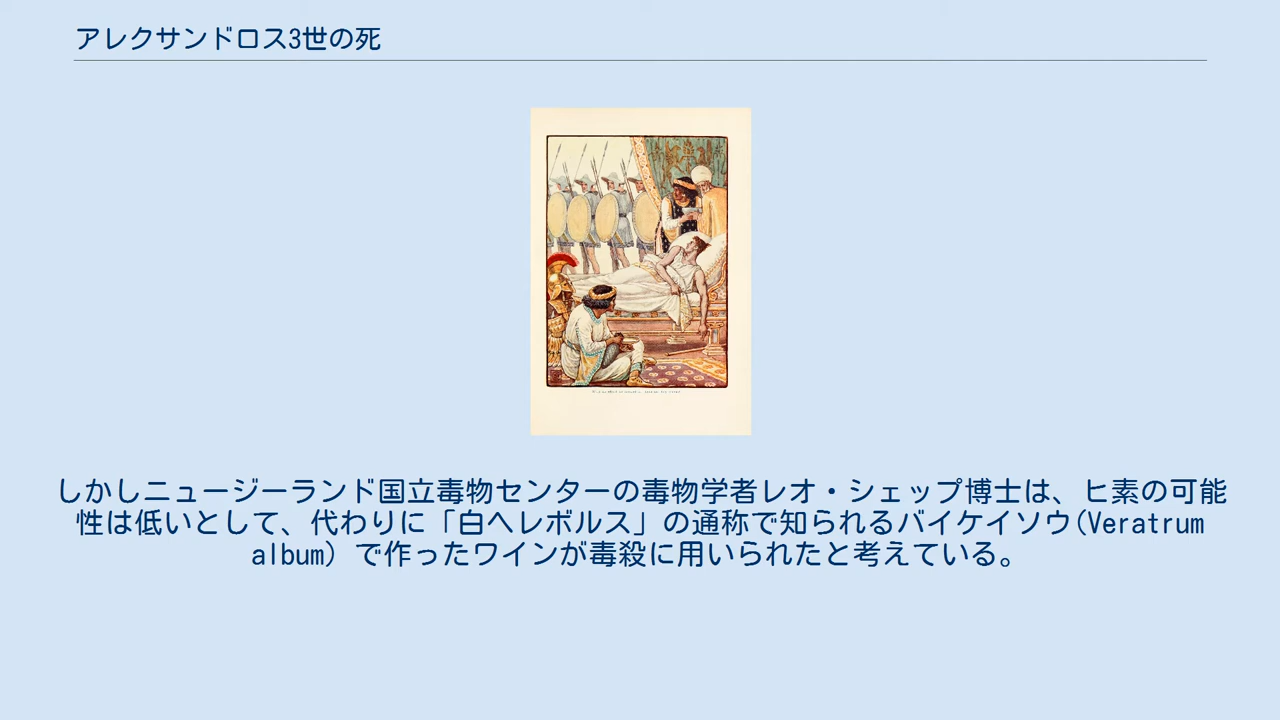 アレクサンドロス3世の死
しかしニュージーランド国立毒物センターの毒物学者レオ・シェップ博士は、ヒ素の可能
性は低いとして、代わりに「白ヘレボルス」の通称で知られるバイケイソウ(Veratrum
album) で作ったワインが毒殺に用いられたと考えている。